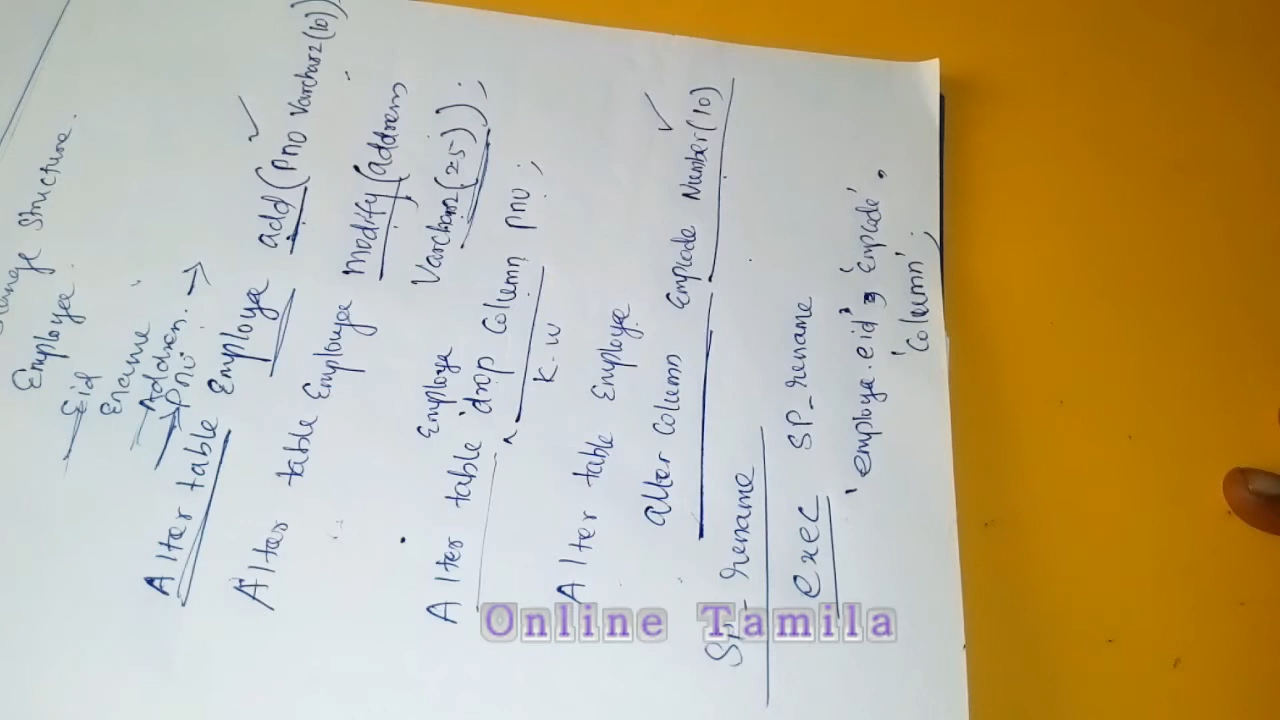 Change Structure.
Employee
Eid
Ename
Address
Pno
Alter table Employee add (Pno Varchar2(10))
Alter table Employee modify (address
Varchar2(25));
Alter table Employee drop column Pno;
K.W
Alter table Employee
alter column Empcode Number(10)
SP_rename
exec SP_rename
'employee.eid', 'Empcode',
'Column';
Online Tamila